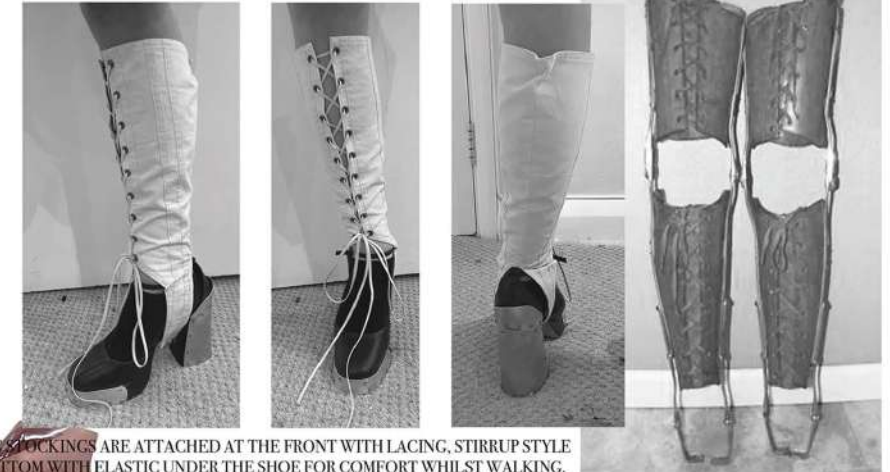 STOCKINGS ARE ATTACHED AT THE FRONT WITH LACING, STIRRUP STYLE
WITH ELASTIC UNDER THE SHOE FOR COMFORT WHILST WALKING.